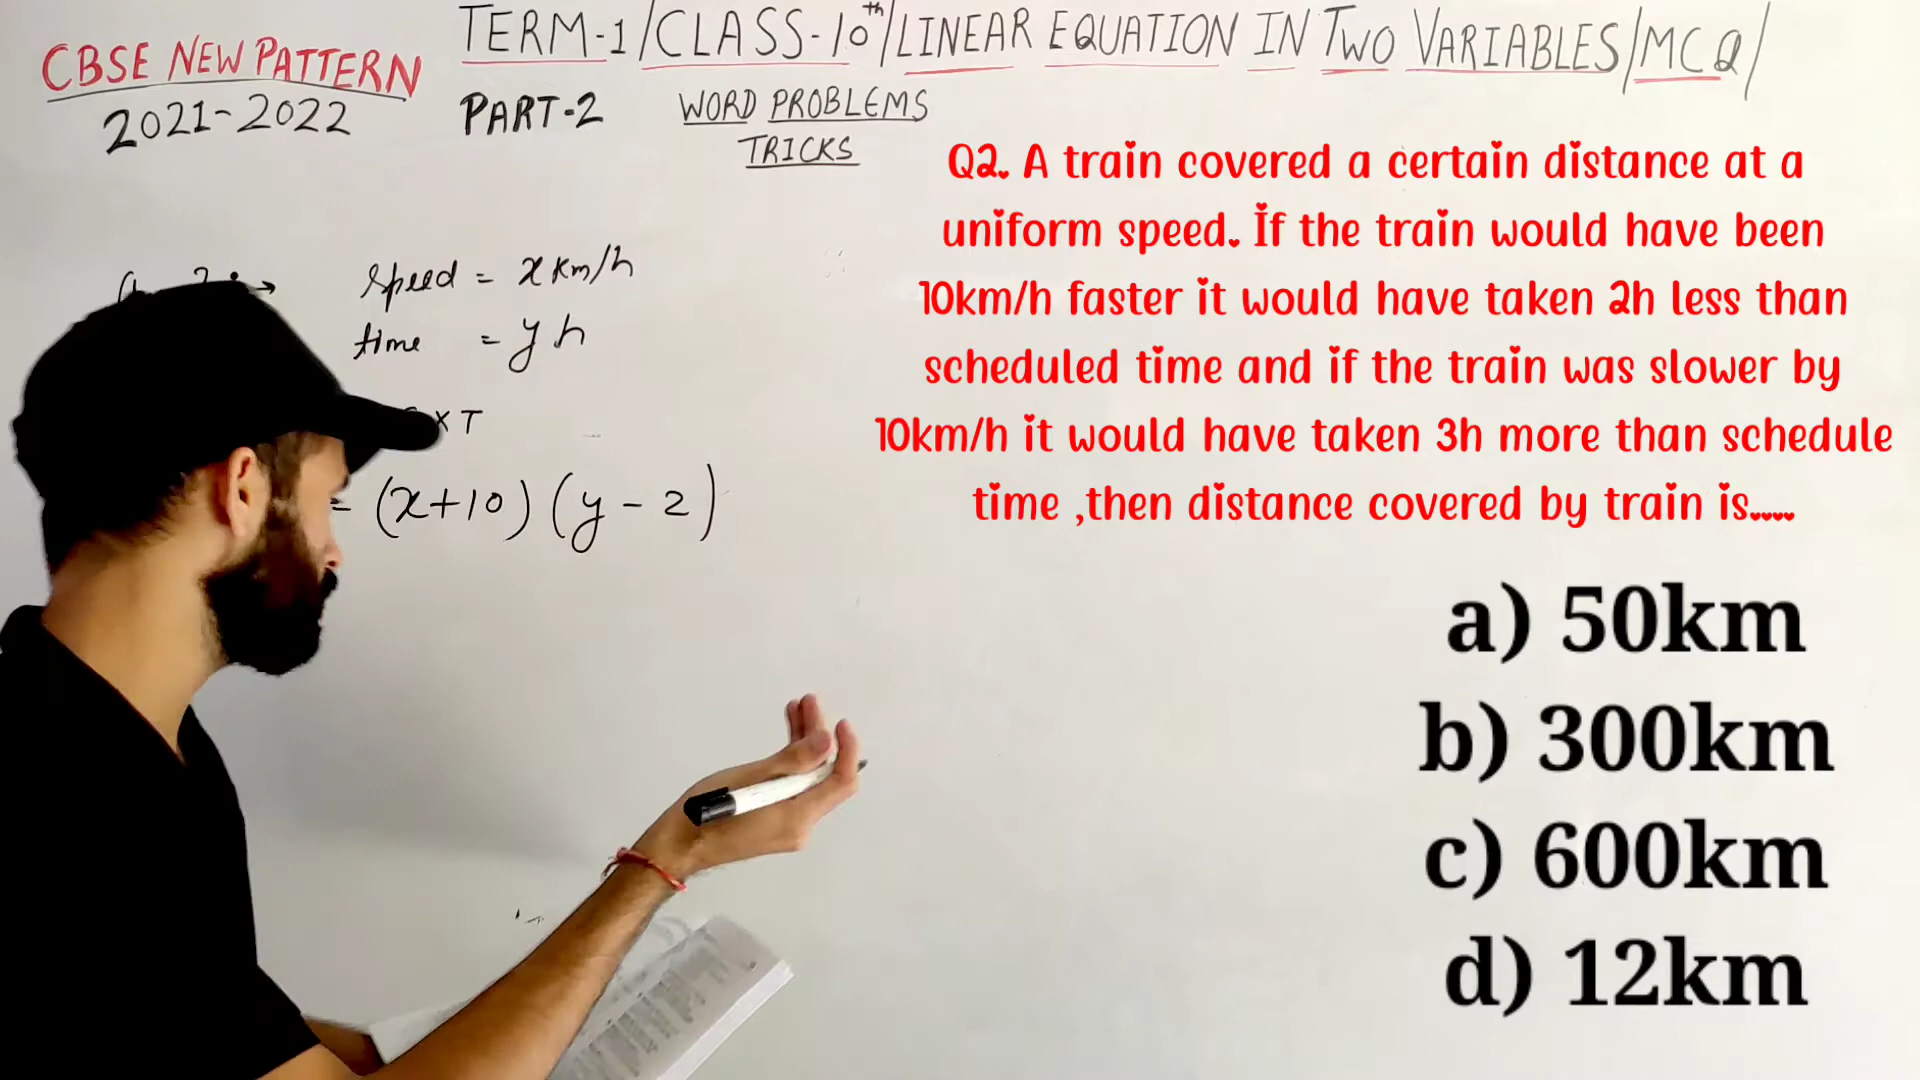 CBSE NEW PATTERN
2021-2022
TERM-1/CLASS-10th/LINEAR EQUATION IN TWO VARIABLES/MCQ/
PART-2
WORD PROBLEMS
TRICKS
Q2. A train covered a certain distance at a
uniform speed. If the train would have been
10km/h faster it would have taken 2h less than
scheduled time and if the train was slower by
10km/h it would have taken 3h more than schedule
time ,then distance covered by train is.....
speed = x km/h
time = y h
x T
= (x+10) (y - 2)
a) 50km
b) 300km
c) 600km
d) 12km